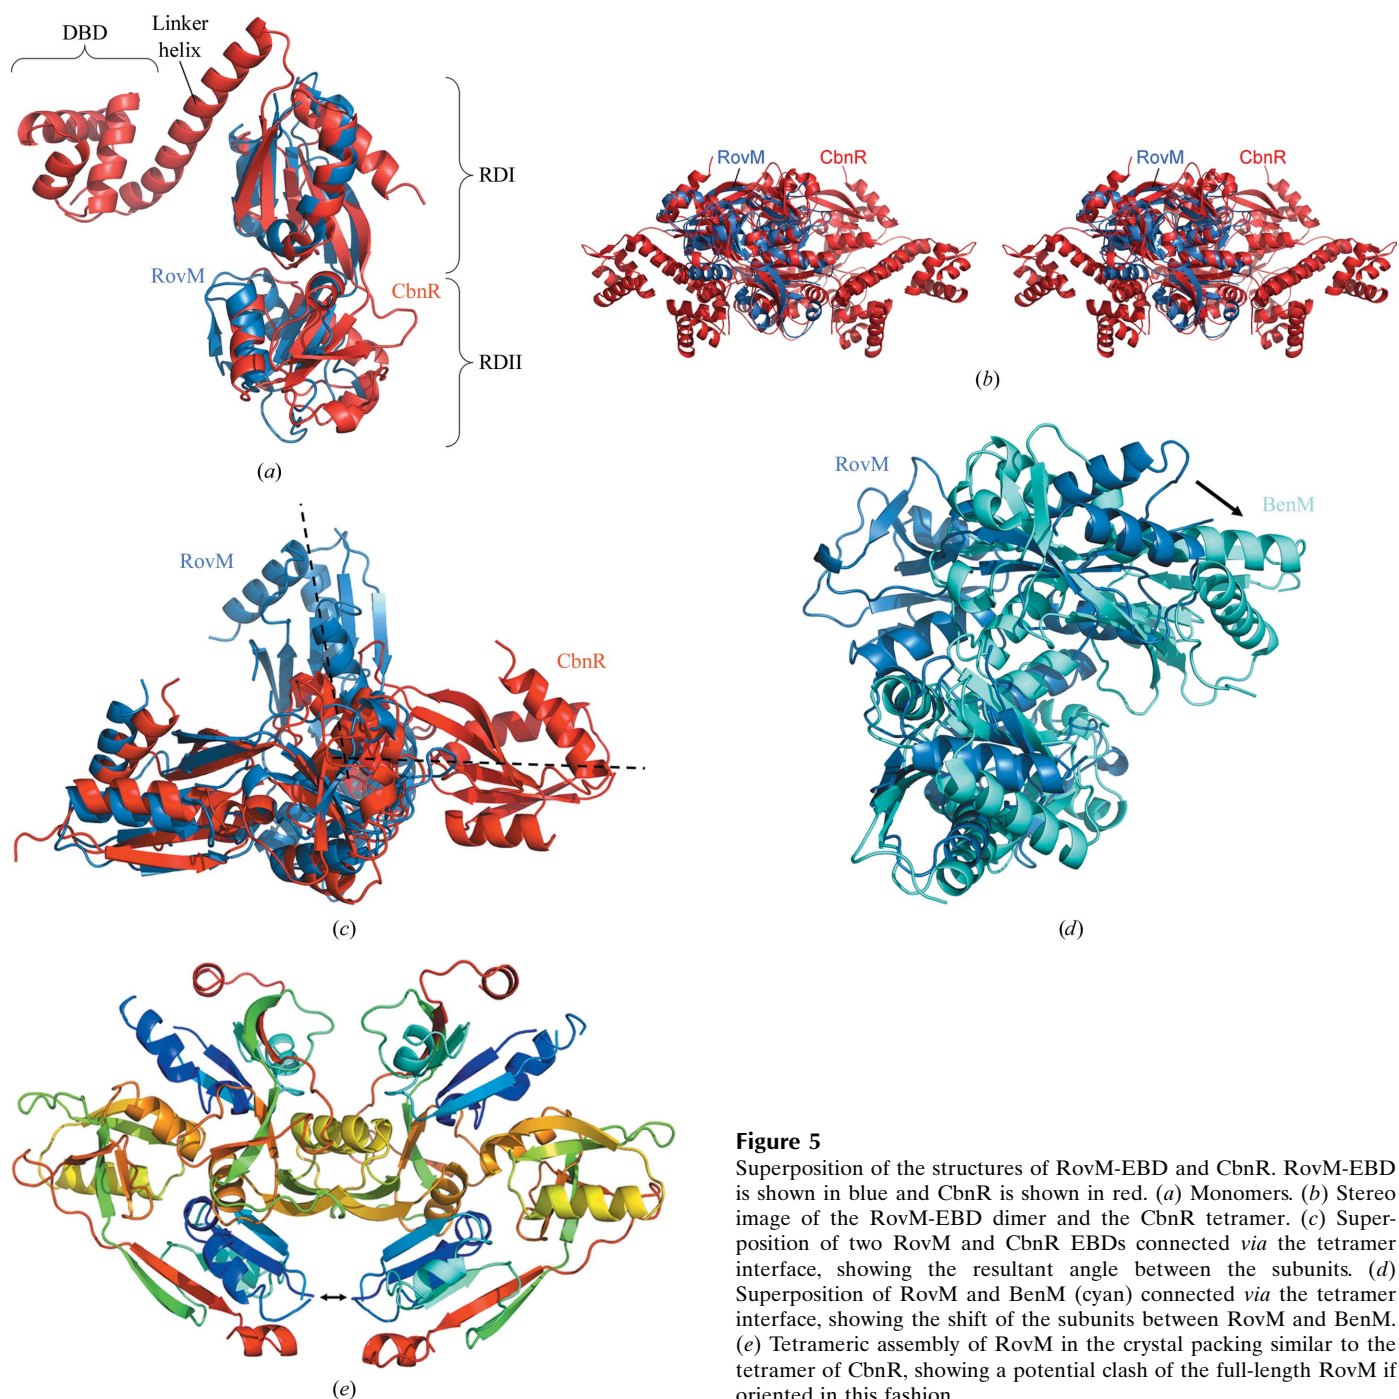 DBD
Linker
helix
RDI
RovM
CbnR
RDII
(a)
RovM
CbnR
RovM
CbnR
(b)
RovM
CbnR
(c)
RovM
BenM
(d)
(e)
Figure 5
Superposition of the structures of RovM-EBD and CbnR. RovM-EBD
is shown in blue and CbnR is shown in red. (a) Monomers. (b) Stereo
image of the RovM-EBD dimer and the CbnR tetramer. (c) Super-
position of two RovM and CbnR EBDs connected via the tetramer
interface, showing the resultant angle between the subunits. (d)
Superposition of RovM and BenM (cyan) connected via the tetramer
interface, showing the shift of the subunits between RovM and BenM.
(e) Tetrameric assembly of RovM in the crystal packing similar to the
tetramer of CbnR, showing a potential clash of the full-length RovM if
oriented in this fashion